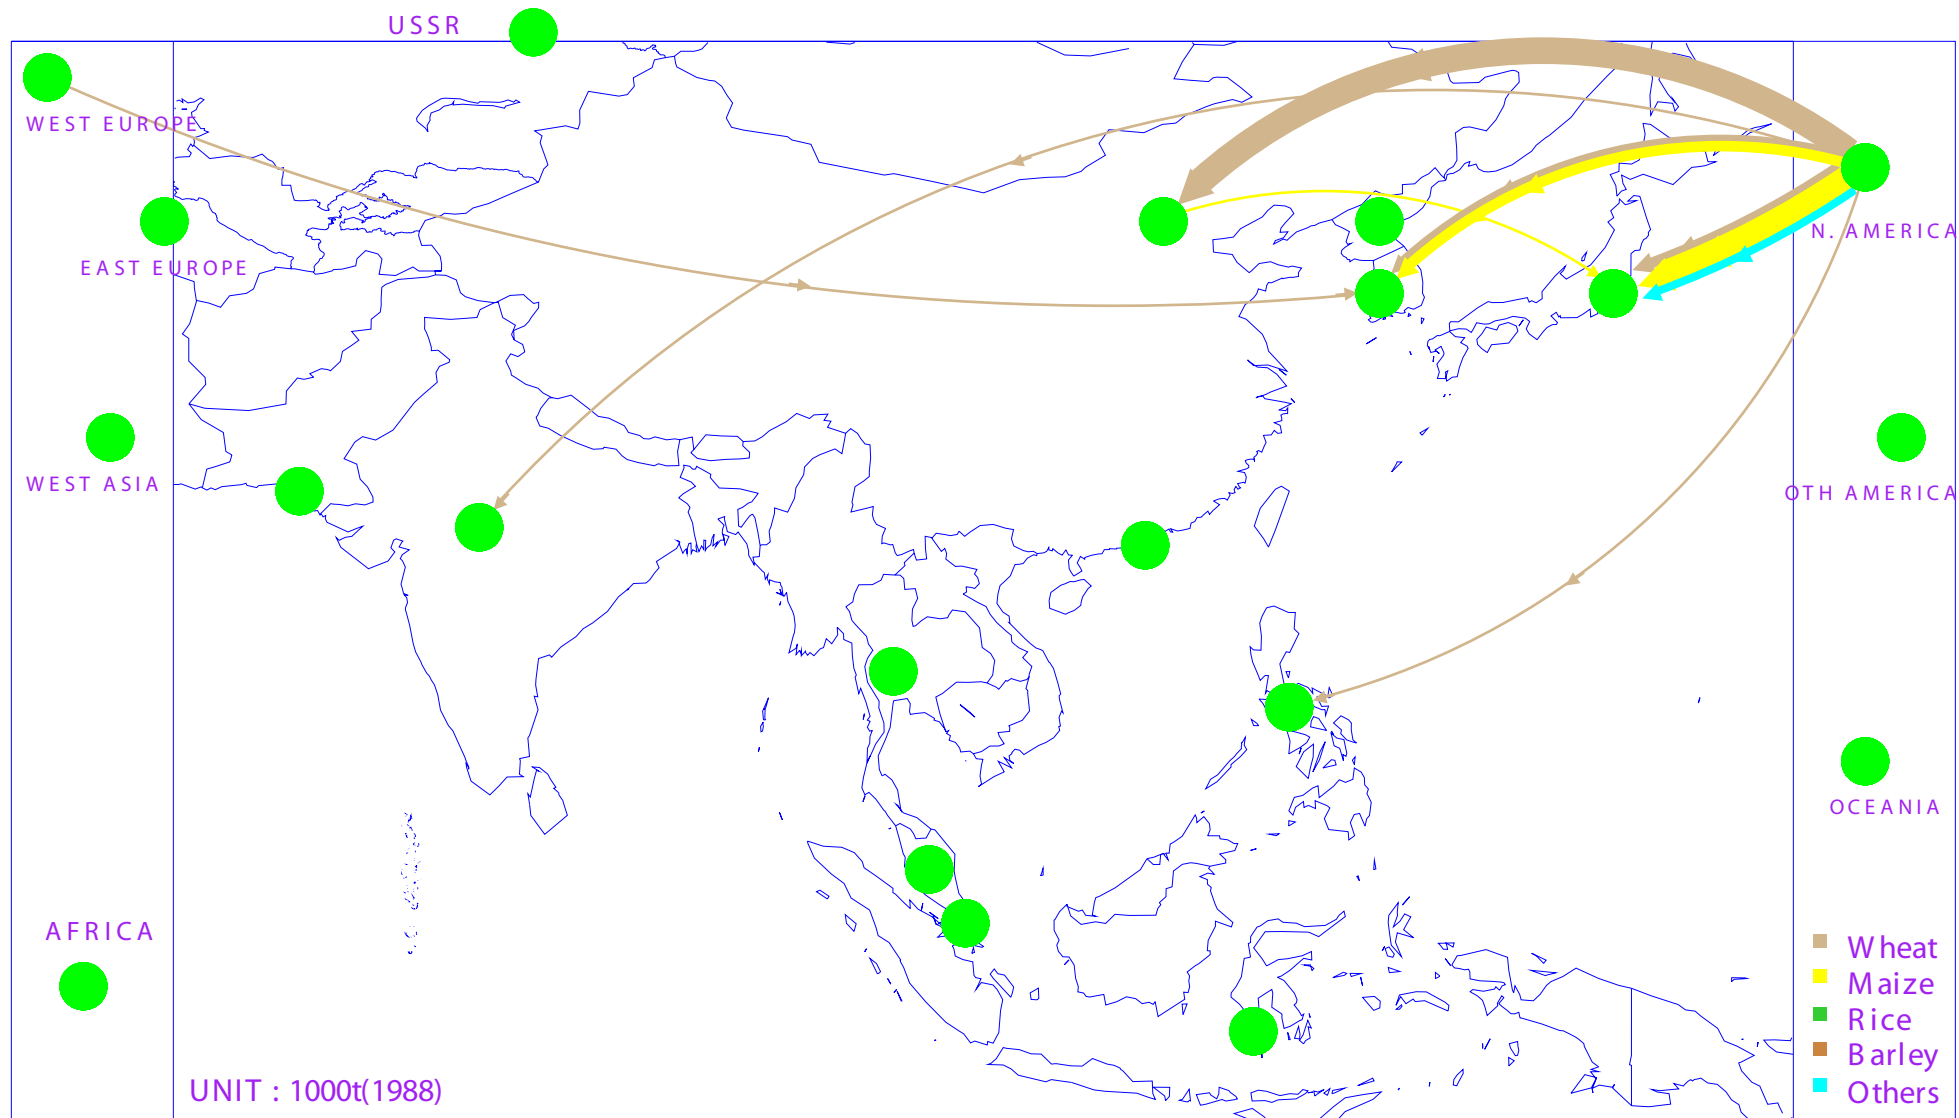 USSR
WEST EUROPE
N. AMERICA
EAST EUROPE
WEST ASIA
OTH AMERICA
OCEANIA
AFRICA
Wheat
Maize
Rice
Barley
Others
UNIT : 1000t(1988)